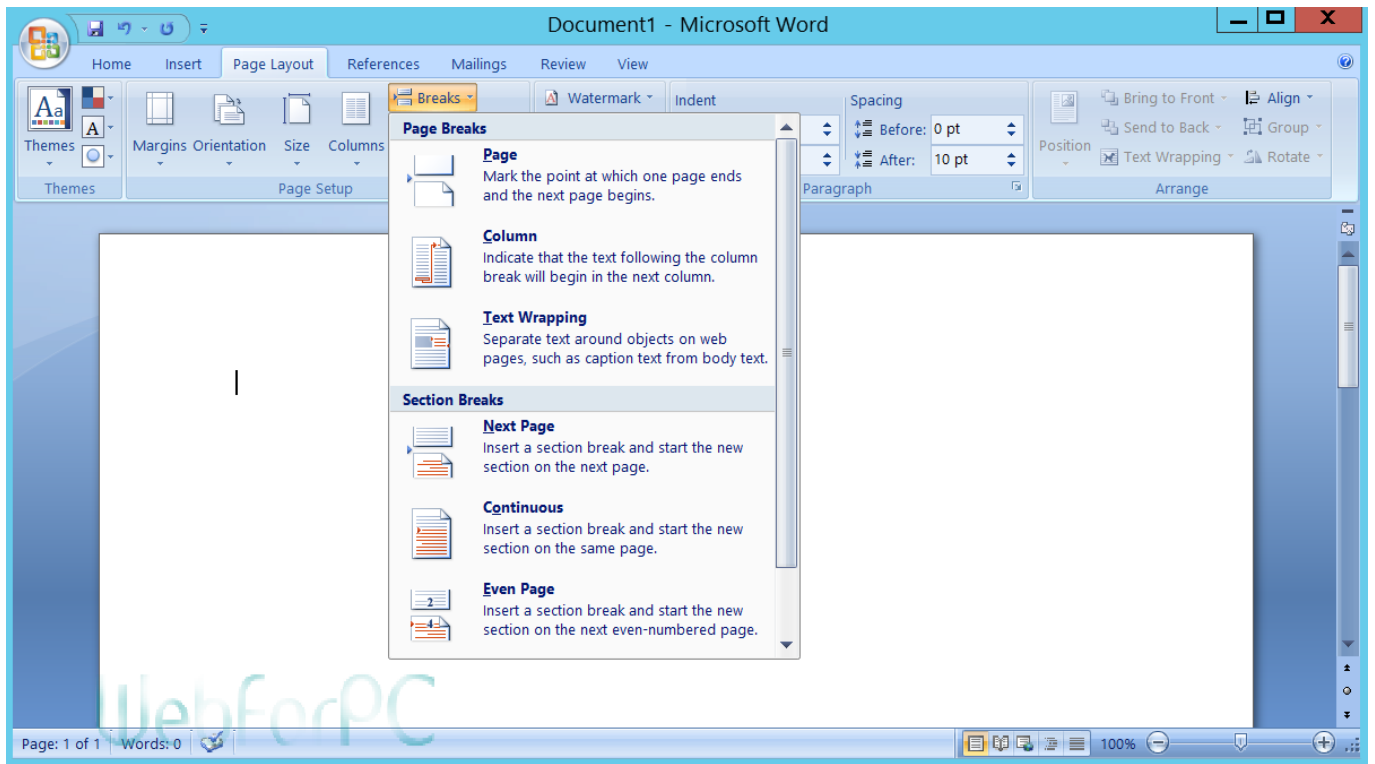 Document1 - Microsoft Word
Home Insert Page Layout References Mailings Review View
Aa
A
Themes
Margins Orientation Size Columns
Breaks
Watermark
Indent
Spacing
Before: 0 pt
After: 10 pt
Position
Bring to Front
Send to Back
Text Wrapping
Align
Group
Rotate
Themes Page Setup Paragraph Arrange
Page Breaks
Page
Mark the point at which one page ends
and the next page begins.
Column
Indicate that the text following the column
break will begin in the next column.
Text Wrapping
Separate text around objects on web
pages, such as caption text from body text.
Section Breaks
Next Page
Insert a section break and start the new
section on the next page.
Continuous
Insert a section break and start the new
section on the same page.
2
4
Even Page
Insert a section break and start the new
section on the next even-numbered page.
WebForPC
Page: 1 of 1 Words: 0 100%